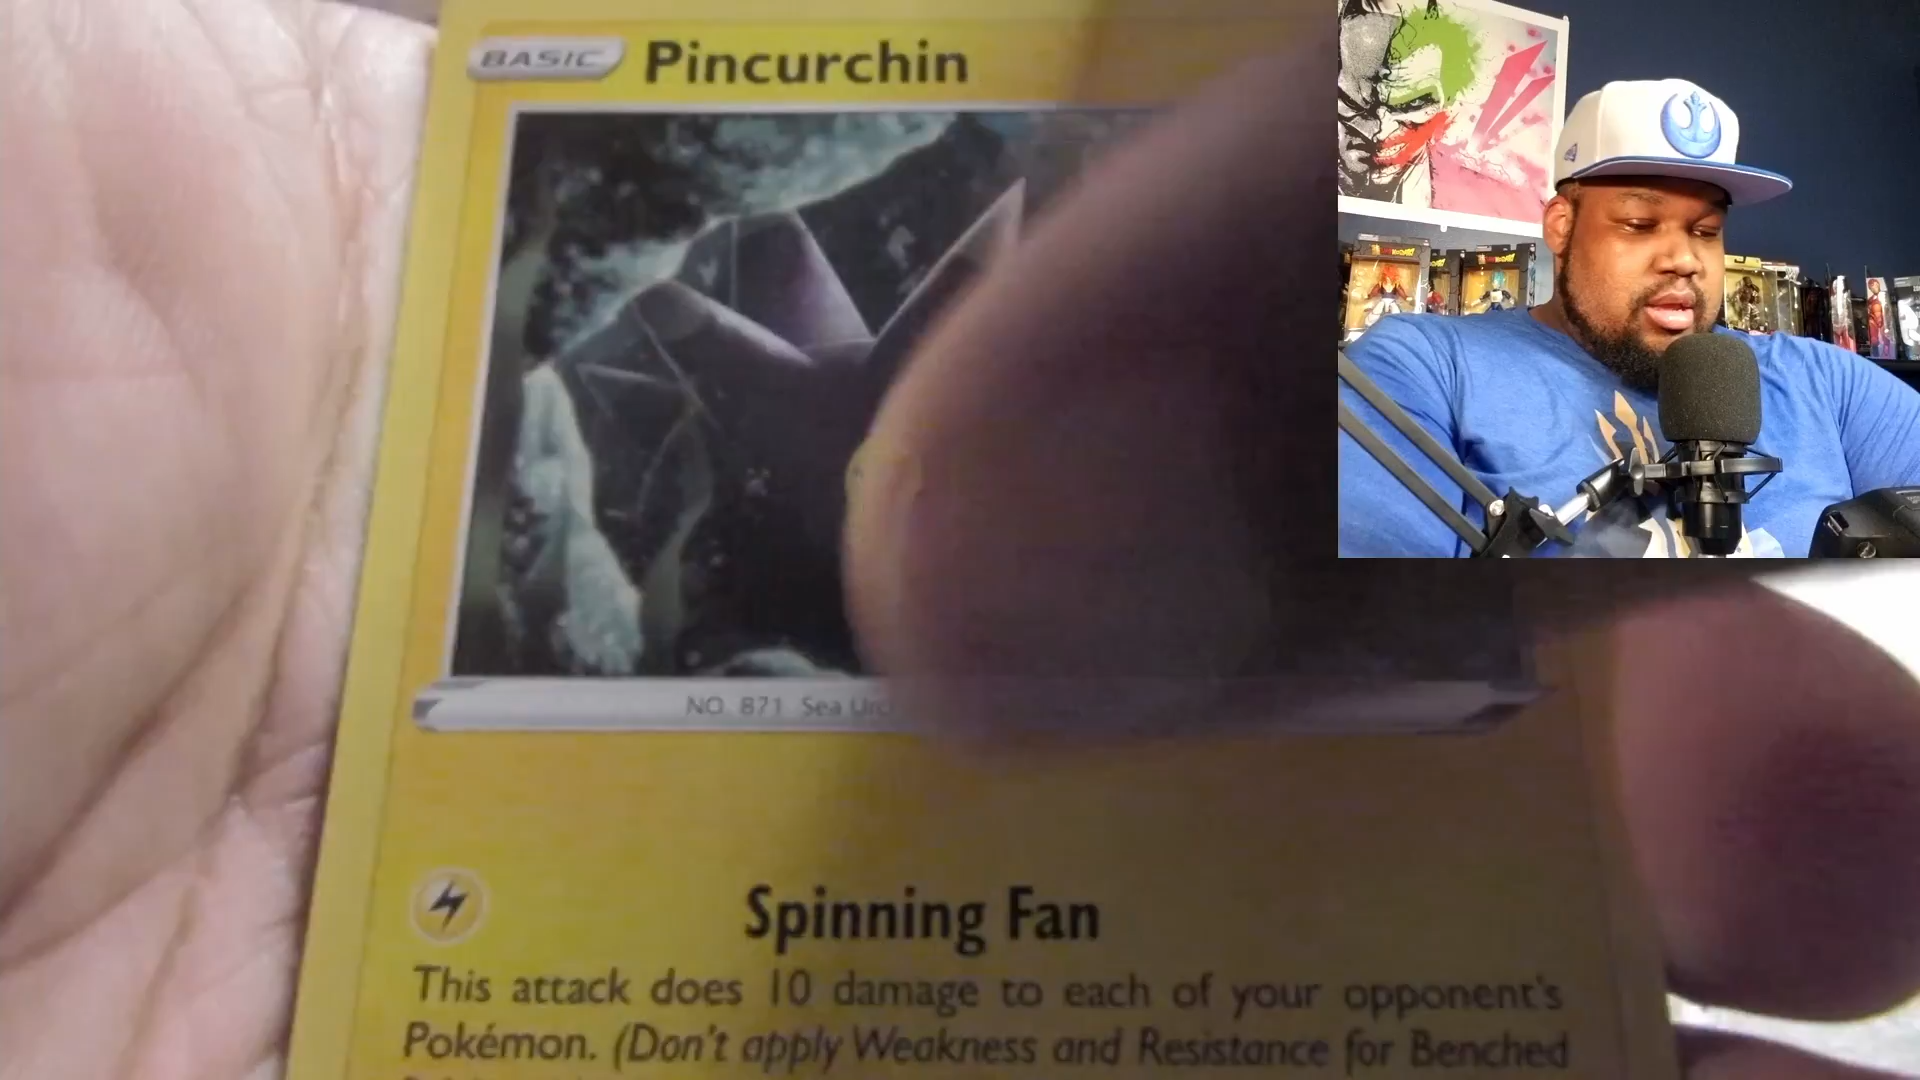 BASIC Pincurchin
NO. 871 Sea
Spinning Fan
This attack does 10 damage to each of your opponent's
Pokémon. (Don't apply Weakness and Resistance for Benched